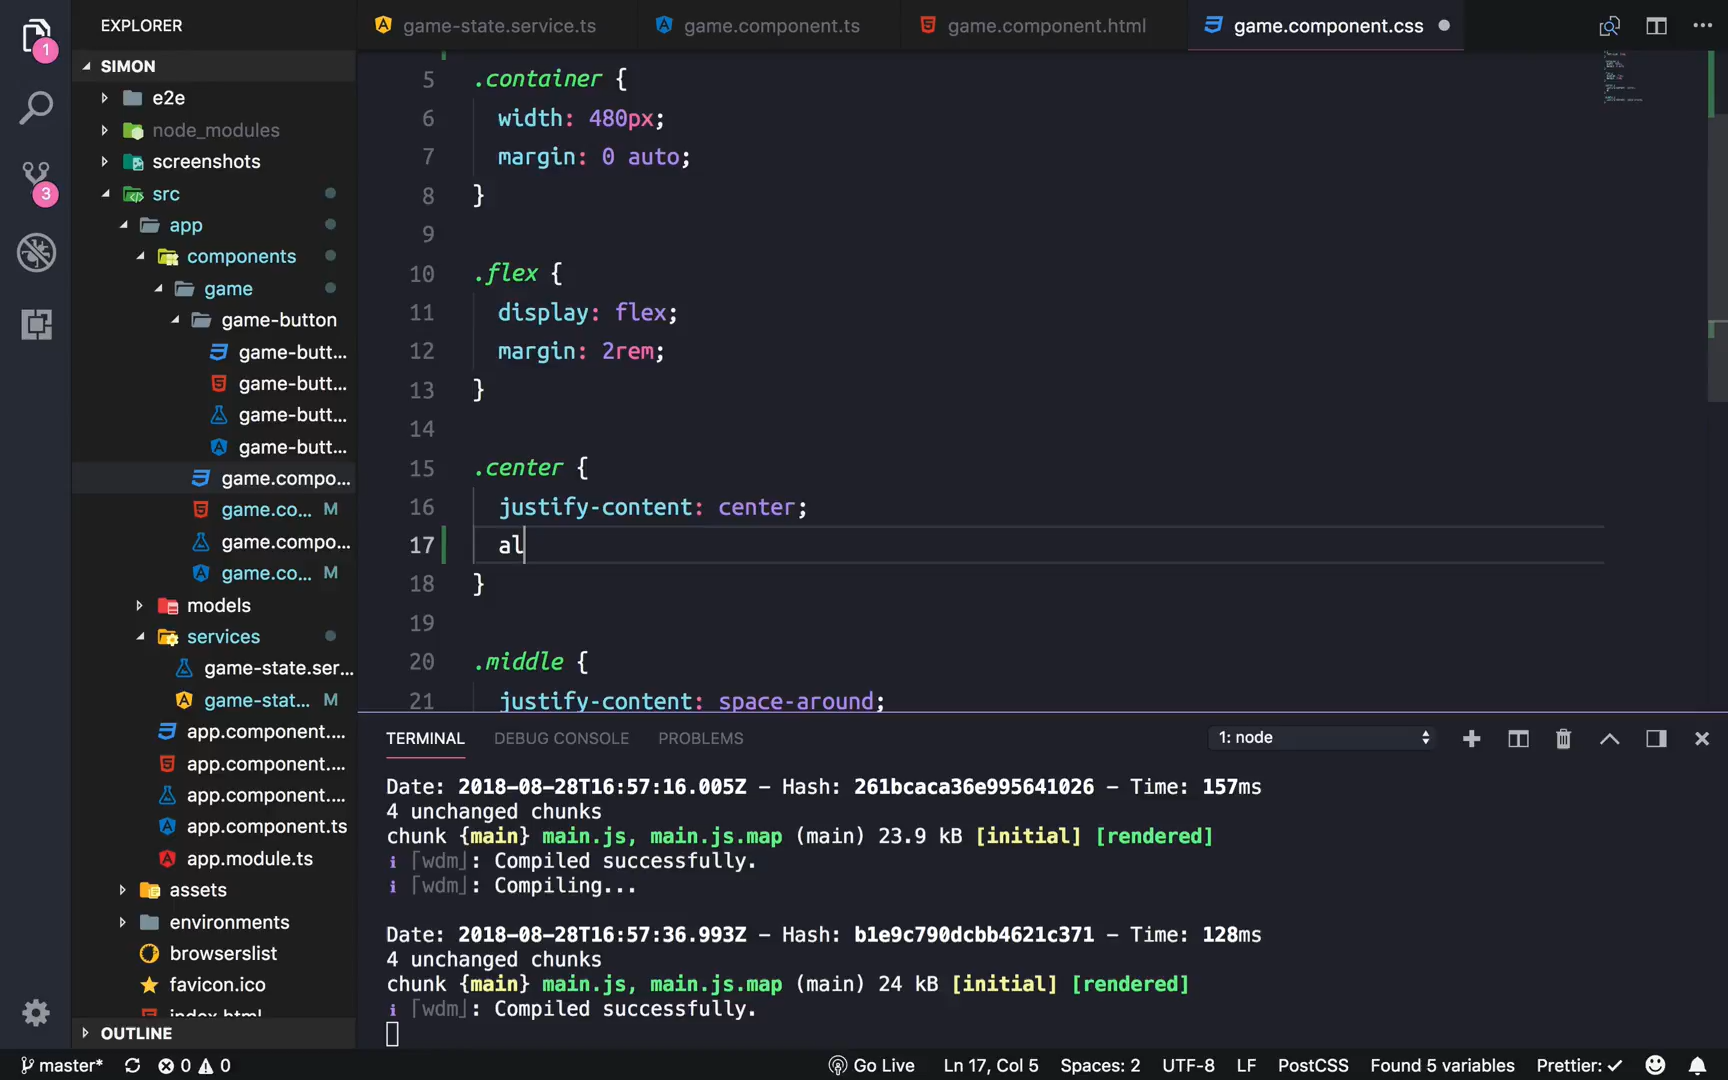 EXPLORER
game-state.service.ts
game.component.ts
game.component.html
game.component.css
1
SIMON
e2e
node_modules
screenshots
3
src
app
components
game
game-button
game-butt...
game-butt...
game-butt...
game-butt...
game.compo...
game.co... M
game.compo...
game.co... M
models
services
game-state.ser...
game-stat... M
app.component....
app.component....
app.component....
app.component.ts
app.module.ts
assets
environments
browserslist
favicon.ico
index.html
OUTLINE
5 .container {
6 width: 480px;
7 margin: 0 auto;
8 }
9
10 .flex {
11 display: flex;
12 margin: 2rem;
13 }
14
15 .center {
16 justify-content: center;
17 al
18 }
19
20 .middle {
21 justify-content: space-around;
TERMINAL DEBUG CONSOLE PROBLEMS 1: node
Date: 2018-08-28T16:57:16.005Z - Hash: 261bcaca36e995641026 - Time: 157ms
4 unchanged chunks
chunk {main} main.js, main.js.map (main) 23.9 kB [initial] [rendered]
i ｢wdm｣: Compiled successfully.
i ｢wdm｣: Compiling...
Date: 2018-08-28T16:57:36.993Z - Hash: b1e9c790dcbb4621c371 - Time: 128ms
4 unchanged chunks
chunk {main} main.js, main.js.map (main) 24 kB [initial] [rendered]
i ｢wdm｣: Compiled successfully.
master* 0 0 Go Live Ln 17, Col 5 Spaces: 2 UTF-8 LF PostCSS Found 5 variables Prettier: ✓